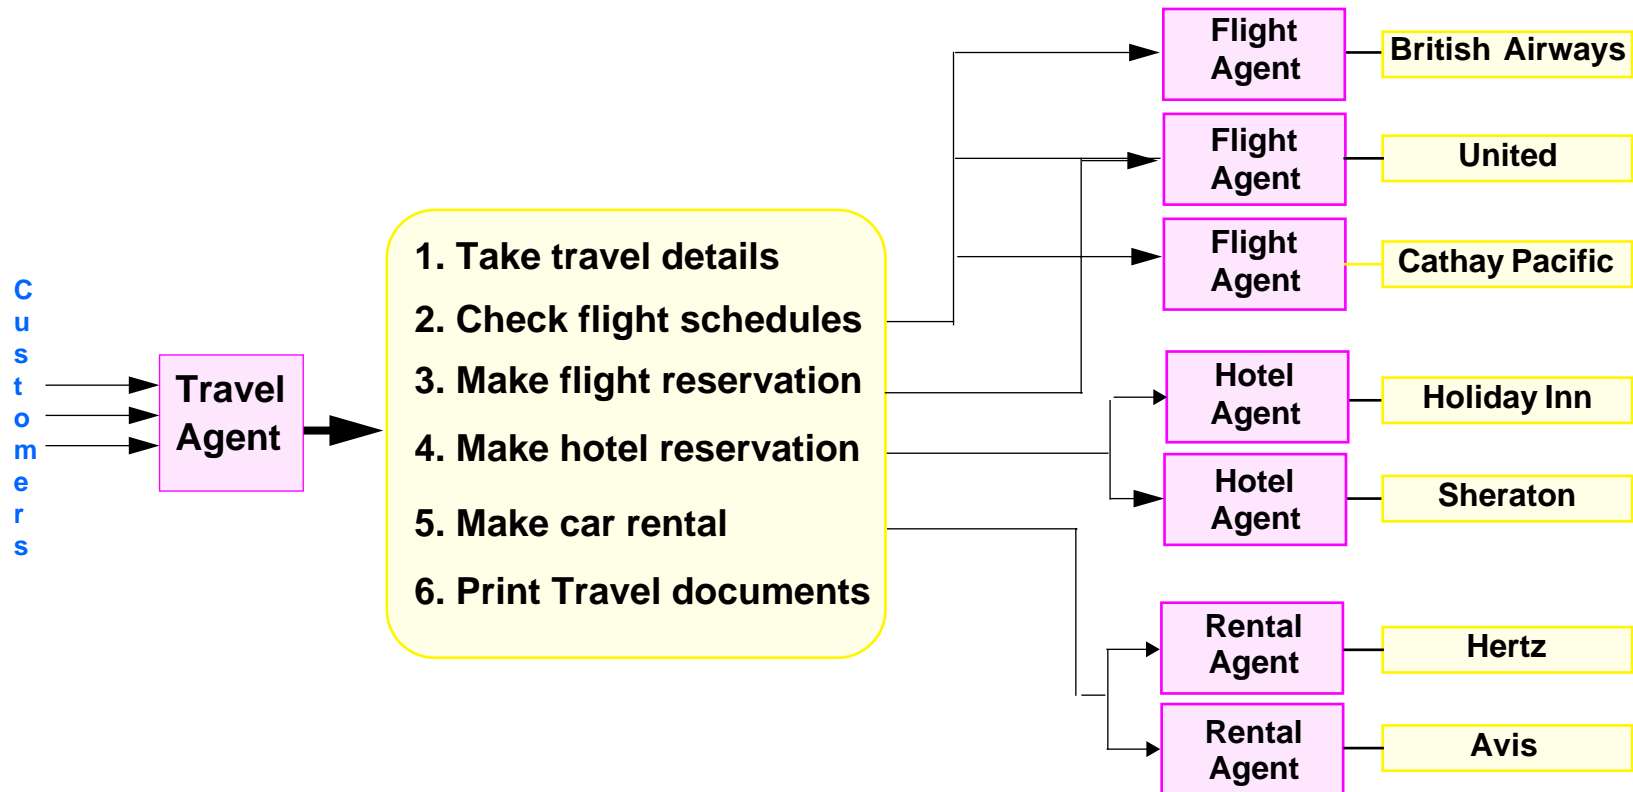 Customers
Travel
Agent
1. Take travel details
2. Check flight schedules
3. Make flight reservation
4. Make hotel reservation
5. Make car rental
6. Print Travel documents
Flight
Agent
British Airways
Flight
Agent
United
Flight
Agent
Cathay Pacific
Hotel
Agent
Holiday Inn
Hotel
Agent
Sheraton
Rental
Agent
Hertz
Rental
Agent
Avis